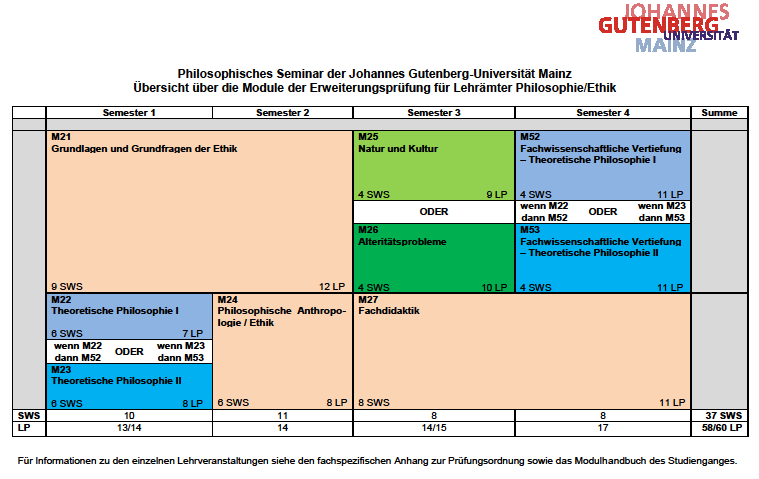 JOHANNES
GUTENBERG
UNIVERSITÄT
MAINZ
Philosophisches Seminar der Johannes Gutenberg-Universität Mainz
Übersicht über die Module der Erweiterungsprüfung für Lehrämter Philosophie/Ethik
Semester 1 Semester 2 Semester 3 Semester 4 Summe
M21
Grundlagen und Grundfragen der Ethik
9 SWS 12 LP
M25
Natur und Kultur
4 SWS 9 LP
ODER
M26
Alteritätsprobleme
4 SWS 10 LP
M52
Fachwissenschaftliche Vertiefung
– Theoretische Philosophie I
4 SWS 11 LP
wenn M22 ODER wenn M23
dann M52 dann M53
M53
Fachwissenschaftliche Vertiefung
– Theoretische Philosophie II
4 SWS 11 LP
M22
Theoretische Philosophie I
6 SWS 7 LP
wenn M22 ODER wenn M23
dann M52 dann M53
M23
Theoretische Philosophie II
6 SWS 8 LP
M24
Philosophische Anthropo-
logie / Ethik
6 SWS 8 LP
M27
Fachdidaktik
8 SWS 11 LP
SWS 10 11 8 8 37 SWS
LP 13/14 14 14/15 17 58/60 LP
Für Informationen zu den einzelnen Lehrveranstaltungen siehe den fachspezifischen Anhang zur Prüfungsordnung sowie das Modulhandbuch des Studienganges.